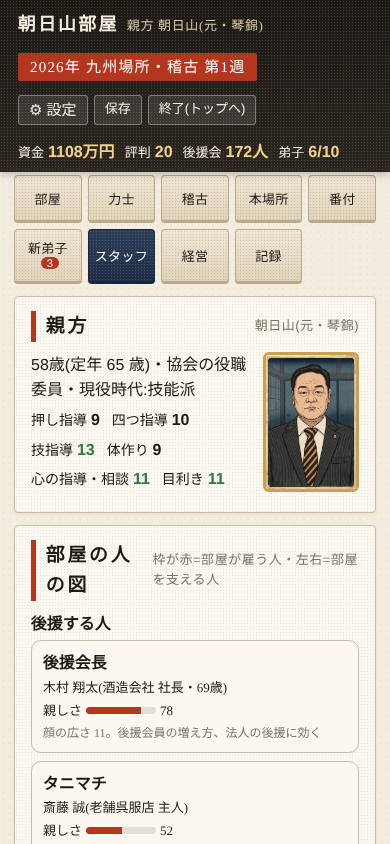 朝日山部屋 親方 朝日山(元・琴錦)
2026年 九州場所・稽古 第1週
⚙ 設定 保存 終了(トップへ)
資金 1108万円 評判 20 後援会 172人 弟子 6/10
部屋 力士 稽古 本場所 番付
新弟子 3 スタッフ 経営 記録
親方 朝日山(元・琴錦)
58歳(定年 65 歳)・協会の役職
委員・現役時代:技能派
押し指導 9 四つ指導 10
技指導 13 体作り 9
心の指導・相談 11 目利き 11
部屋の人の図
枠が赤=部屋が雇う人・左右=部屋を支える人
後援する人
後援会長
木村 翔太(酒造会社 社長・69歳)
親しさ 78
顔の広さ 11。後援会員の増え方、法人の後援に効く
タニマチ
斎藤 誠(老舗呉服店 主人)
親しさ 52